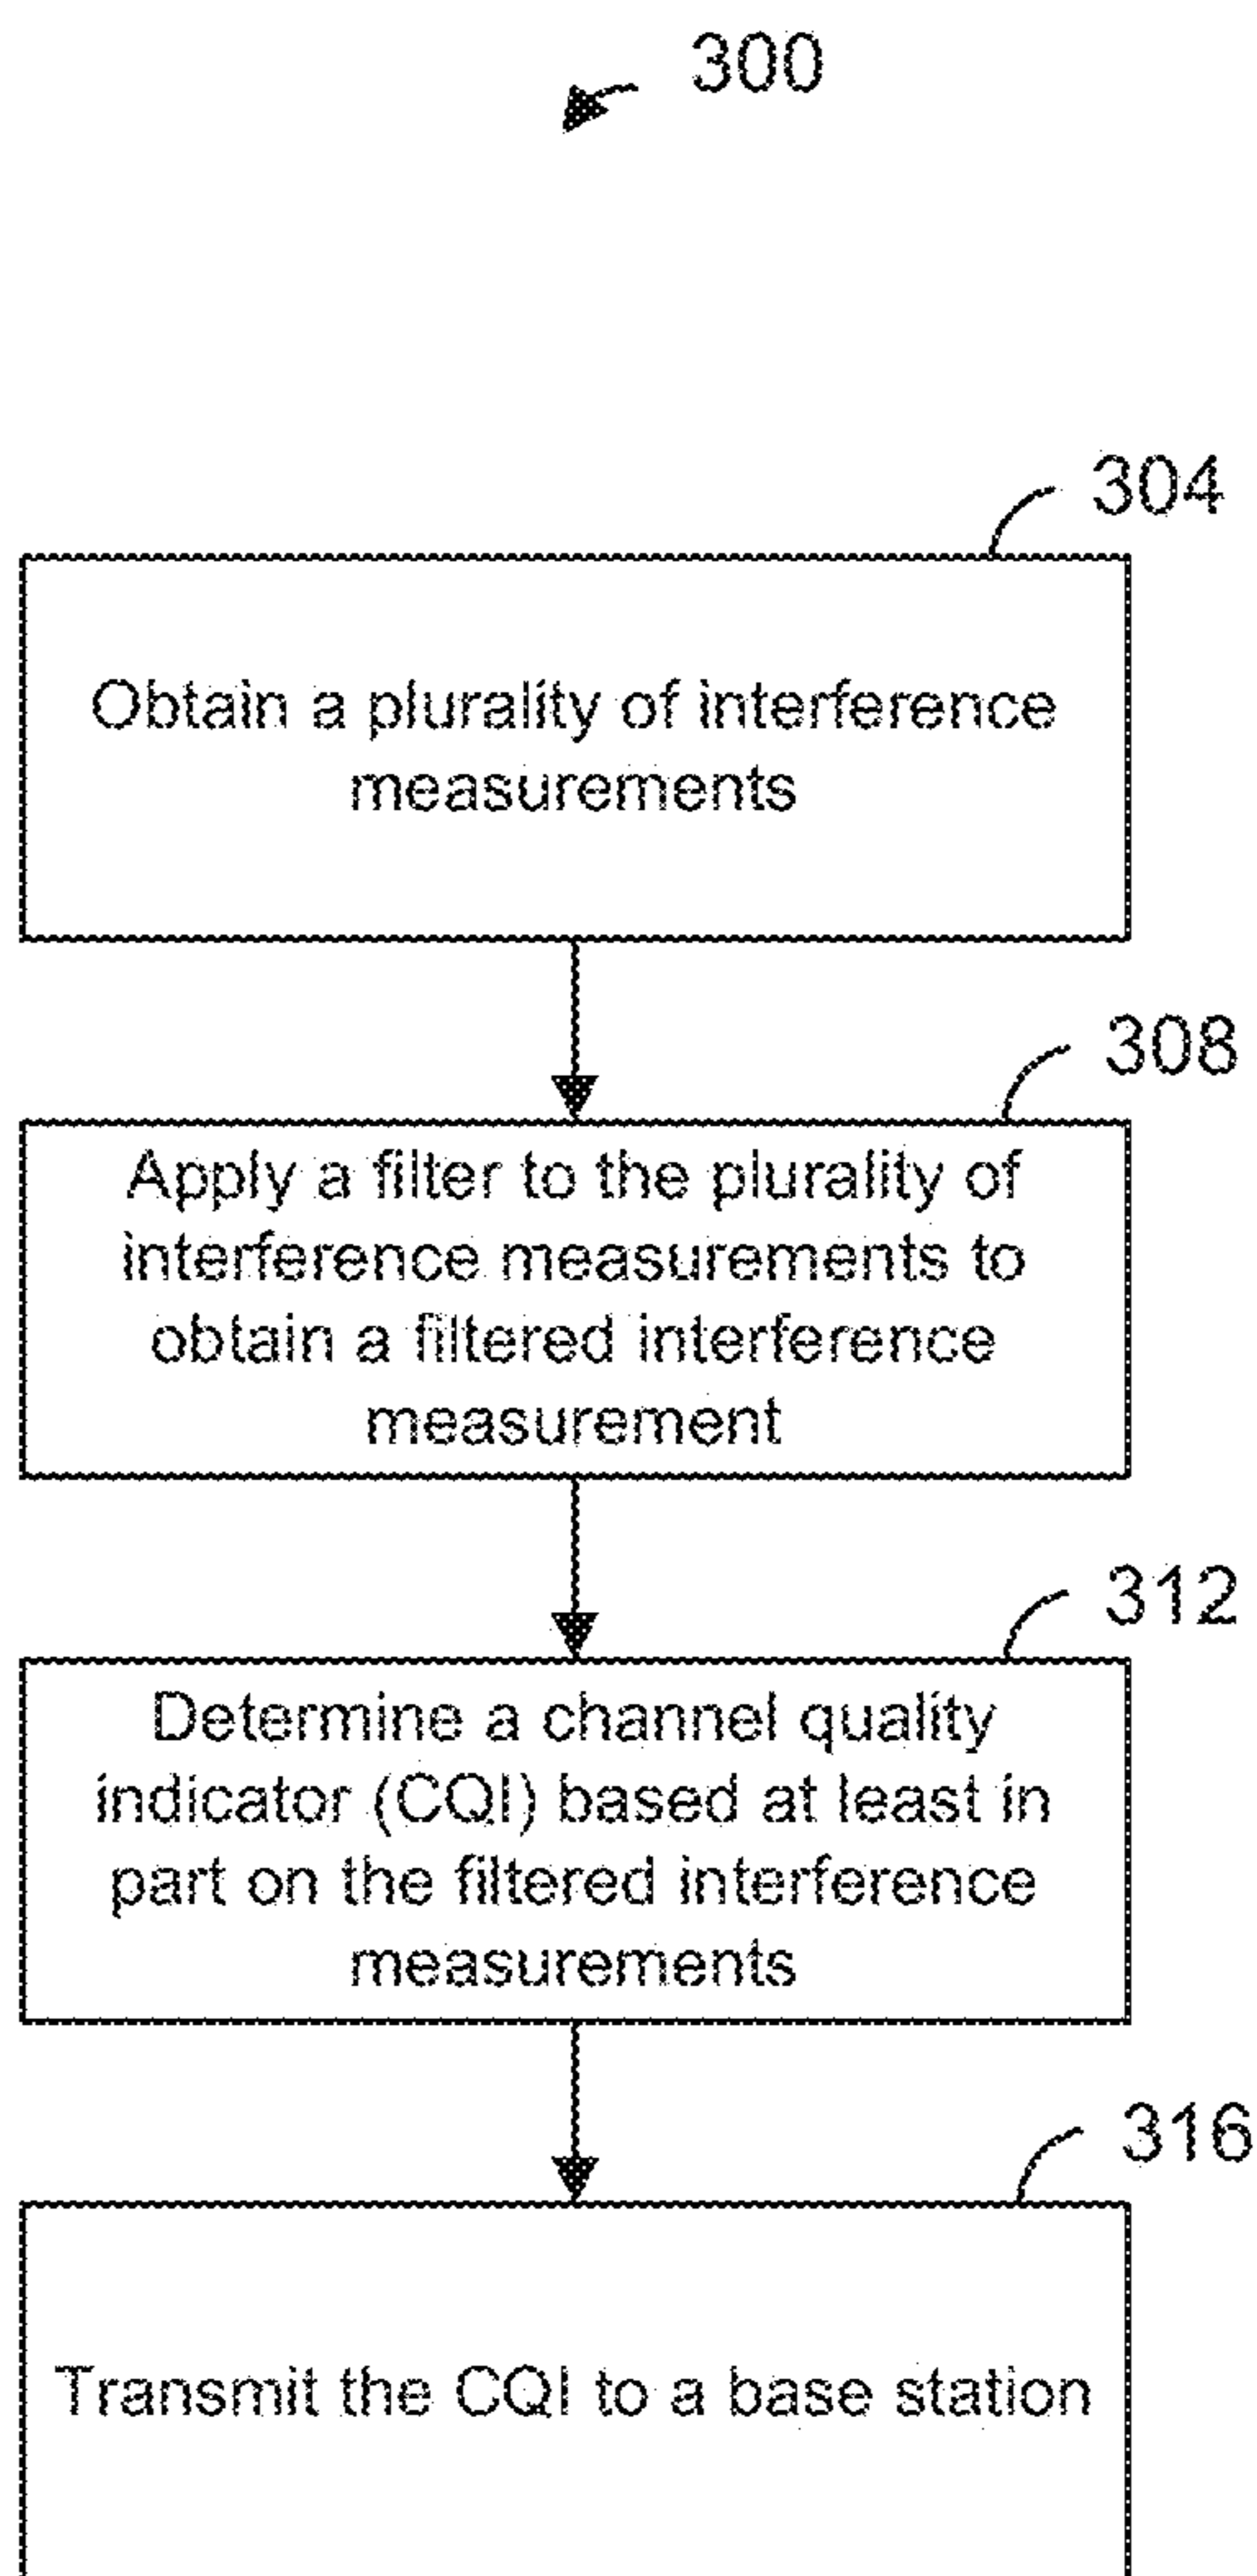 300
304
Obtain a plurality of interference
measurements
308
Apply a filter to the plurality of
interference measurements to
obtain a filtered interference
measurement
312
Determine a channel quality
indicator (CQI) based at least in
part on the filtered interference
measurements
316
Transmit the CQI to a base station